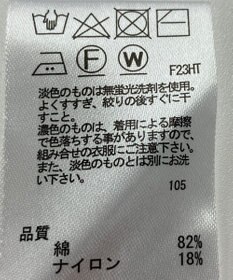 F
W
F23HT
淡色のものは無蛍光洗剤を使用。
よくすすぎ、絞りの後すぐに干
すこと。
濃色のものは、着用による摩擦
で色落ちする事がありますので、
組み合せの衣服にご注意下さい。
また、淡色のものとは別にお洗
い下さい。
105
品質
綿 82%
ナイロン 18%